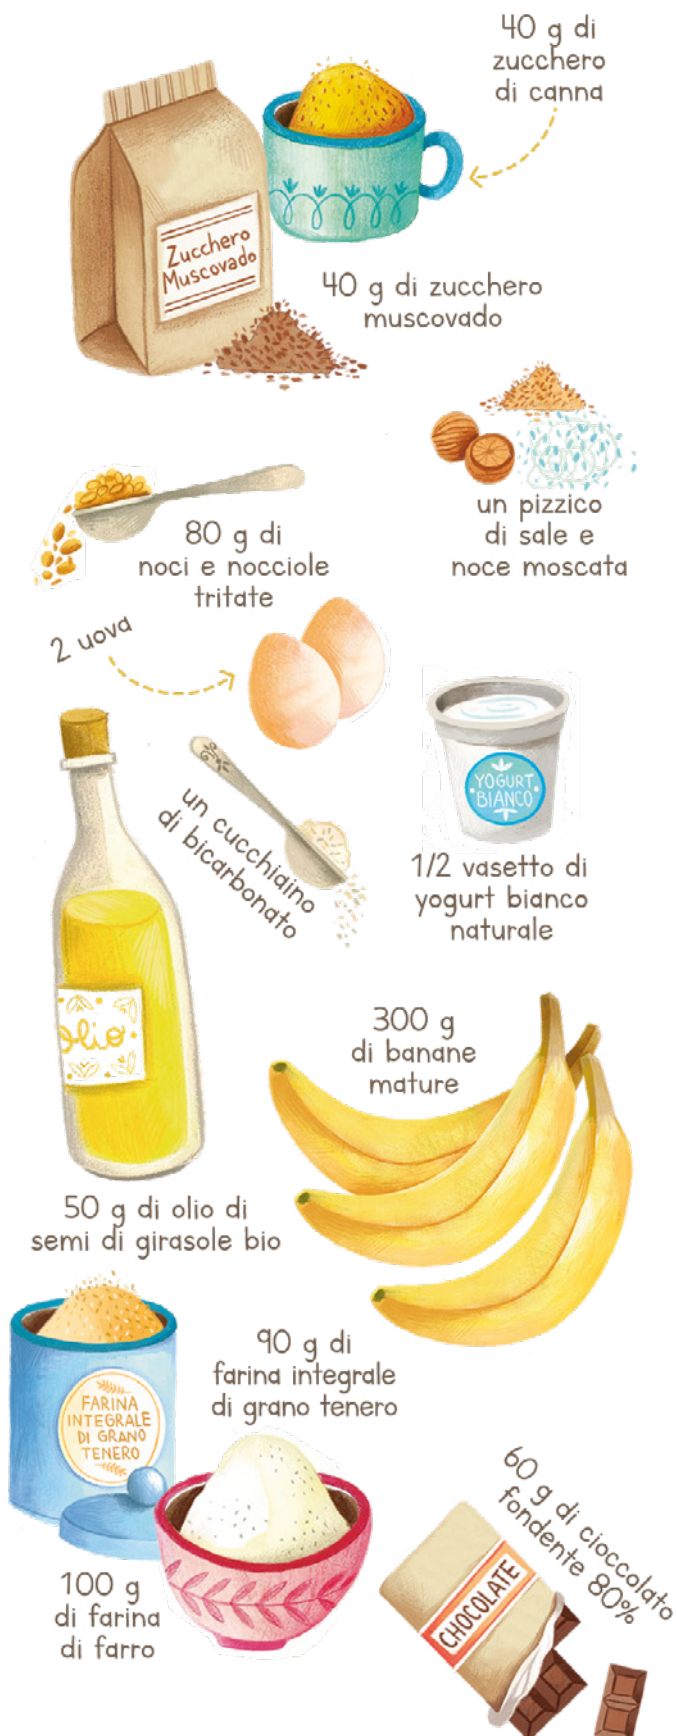 40 g di
zucchero
di canna
Zucchero
Muscovado
40 g di zucchero
muscovado
un pizzico
di sale e
noce moscata
80 g di
noci e nocciole
tritate
2 uova
YOGURT
BIANCO
un cucchiaino
di bicarbonato
1/2 vasetto di
yogurt bianco
naturale
olio
300 g
di banane
mature
50 g di olio di
semi di girasole bio
90 g di
farina integrale
di grano tenero
FARINA
INTEGRALE
DI GRANO
TENERO
60 g di cioccolato
fondente 80%
CHOCOLATE
100 g
di farina
di farro